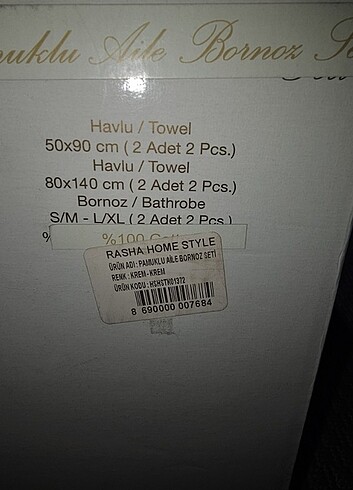 Aile Bornoz
Havlu / Towel
50x90 cm ( 2 Adet 2 Pcs.)
Havlu / Towel
80x140 cm ( 2 Adet 2 Pcs.)
Bornoz / Bathrobe
S/M - L/XL ( 2 Adet 2 Pcs.)
%100
RASHA HOME STYLE
ÜRÜN ADI : PAMUKLU AİLE BORNOZ SETİ
RENK : KREM - KREM
ÜRÜN KODU : HSHSTK01372
8 690000 007684